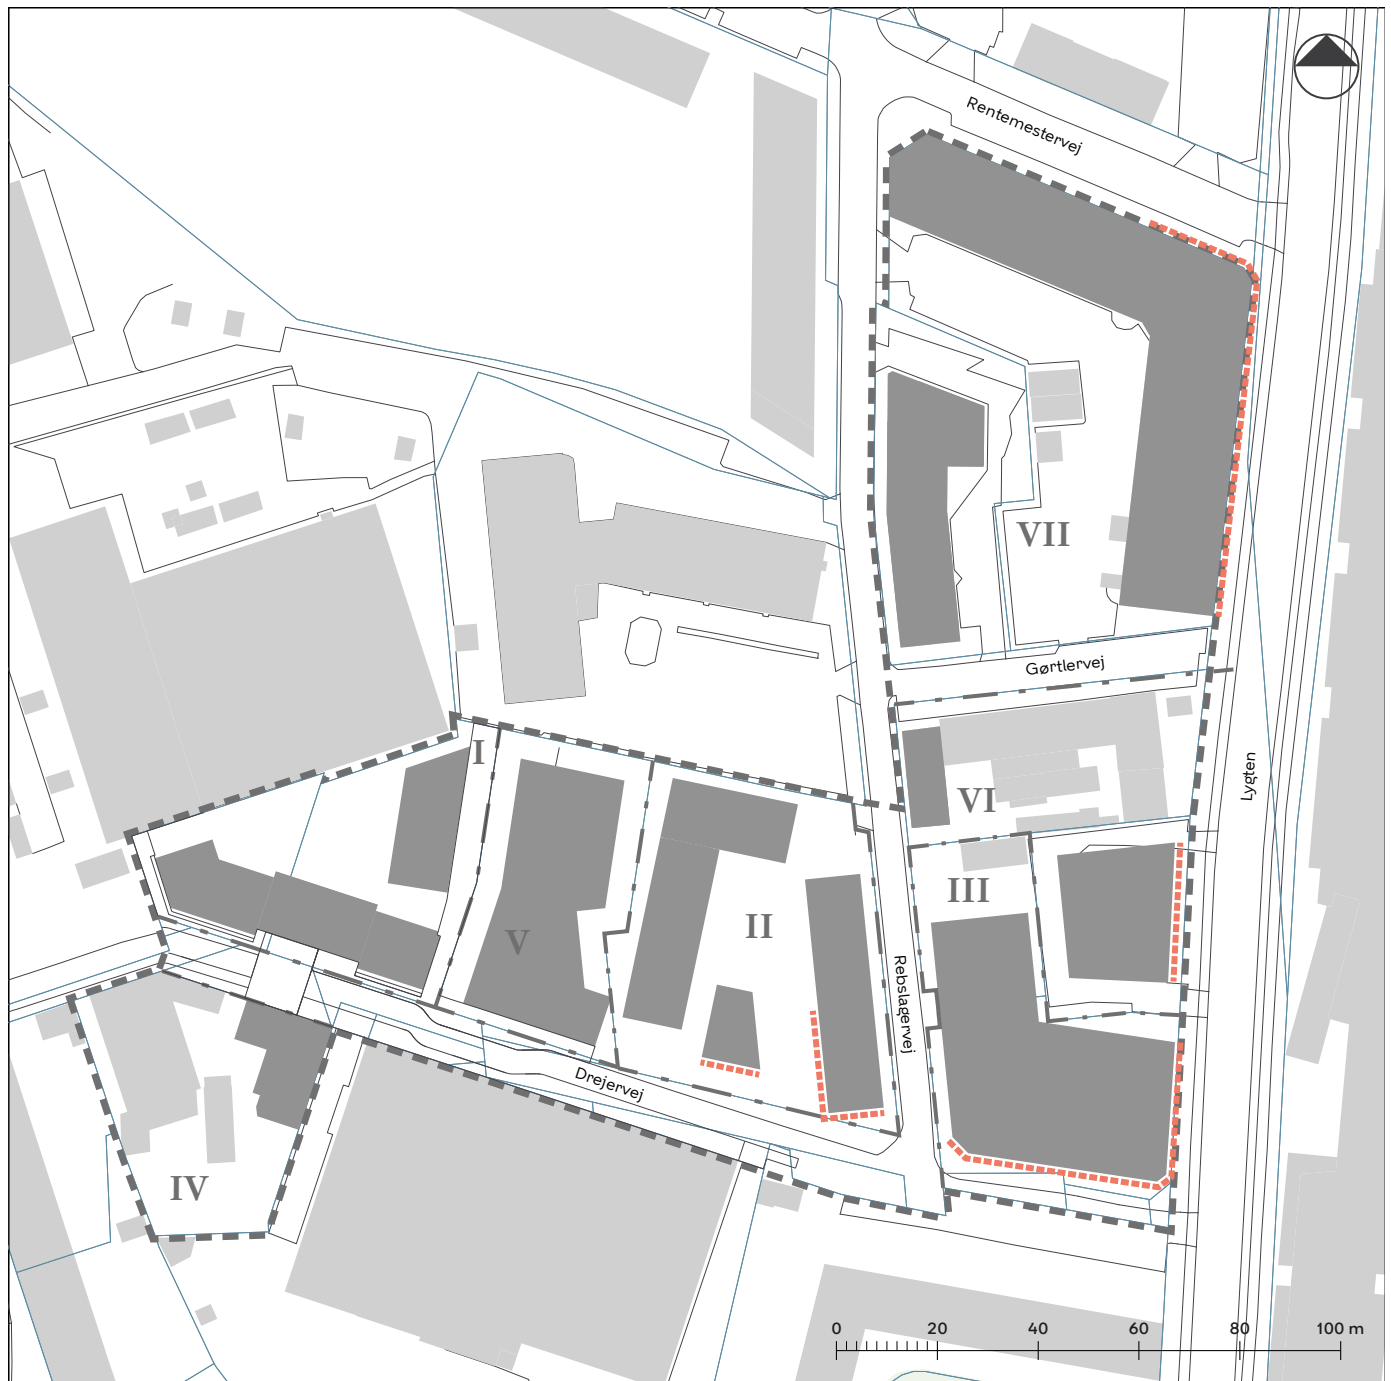 Rentemestervej
VII
Gørtlervej
I
VI
Lygten
III
V
II
Rebslagervej
Drejervej
IV
0 20 40 60 80 100 m